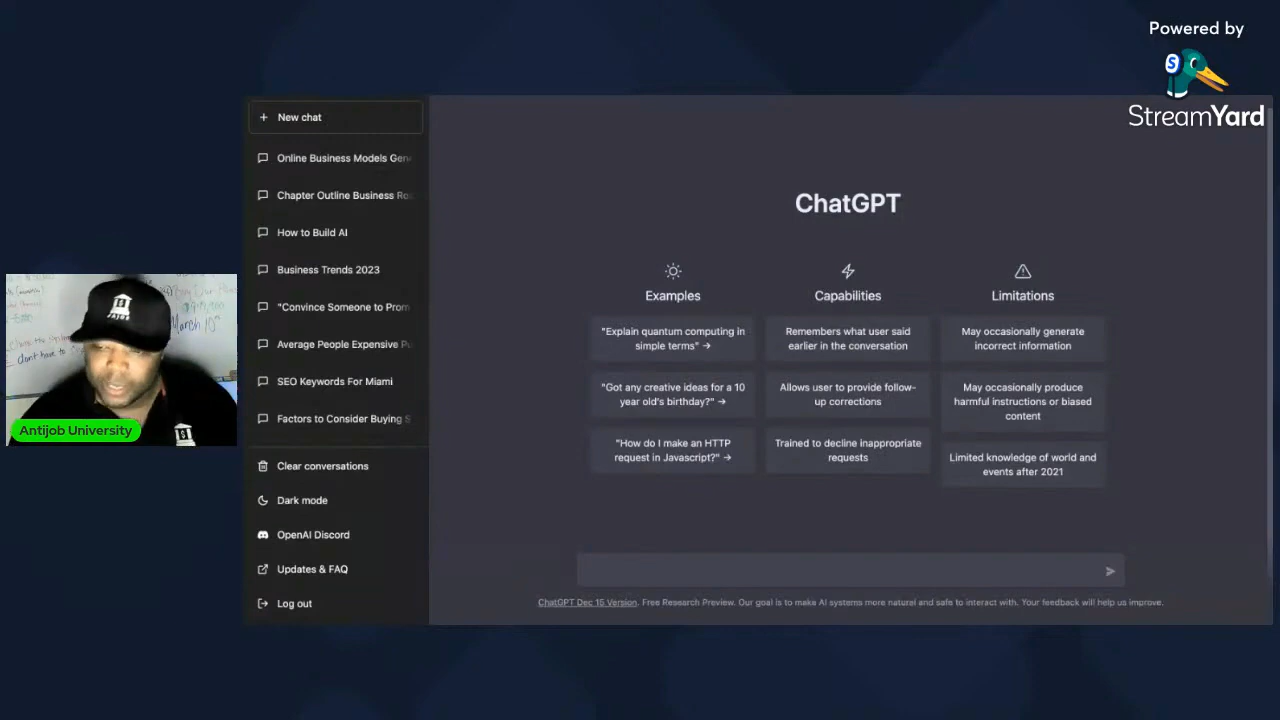 Powered by
StreamYard
New chat
Online Business Models Gen
Chapter Outline Business Ro
How to Build AI
Business Trends 2023
"Convince Someone to Prom
Average People Expensive P
SEO Keywords For Miami
Factors to Consider Buying S
Clear conversations
Dark mode
OpenAI Discord
Updates & FAQ
Log out
ChatGPT
Examples
"Explain quantum computing in
simple terms" →
"Got any creative ideas for a 10
year old's birthday?" →
"How do I make an HTTP
request in Javascript?" →
Capabilities
Remembers what user said
earlier in the conversation
Allows user to provide follow-
up corrections
Trained to decline inappropriate
requests
Limitations
May occasionally generate
incorrect information
May occasionally produce
harmful instructions or biased
content
Limited knowledge of world and
events after 2021
ChatGPT Dec 15 Version. Free Research Preview. Our goal is to make AI systems more natural and safe to interact with. Your feedback will help us improve.
March 10th
dont have to
Antijob University